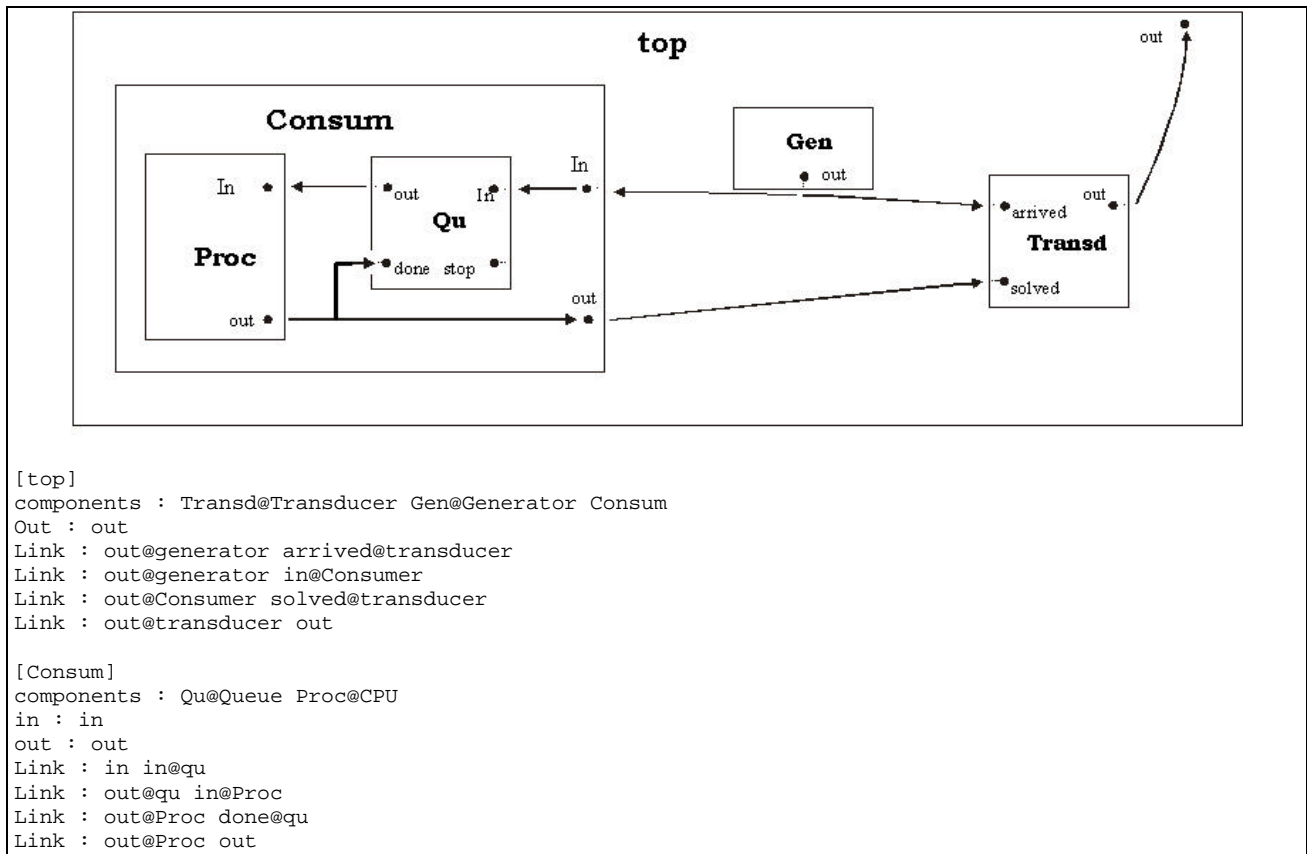 top
out
Consum
Gen
out
In
In
out
In
Qu
arrived
out
Transd
Proc
done
stop
solved
out
out
[top]
components : Transd@Transducer Gen@Generator Consum
Out : out
Link : out@generator arrived@transducer
Link : out@generator in@Consumer
Link : out@Consumer solved@transducer
Link : out@transducer out
[Consum]
components : Qu@Queue Proc@CPU
in : in
out : out
Link : in in@qu
Link : out@qu in@Proc
Link : out@Proc done@qu
Link : out@Proc out